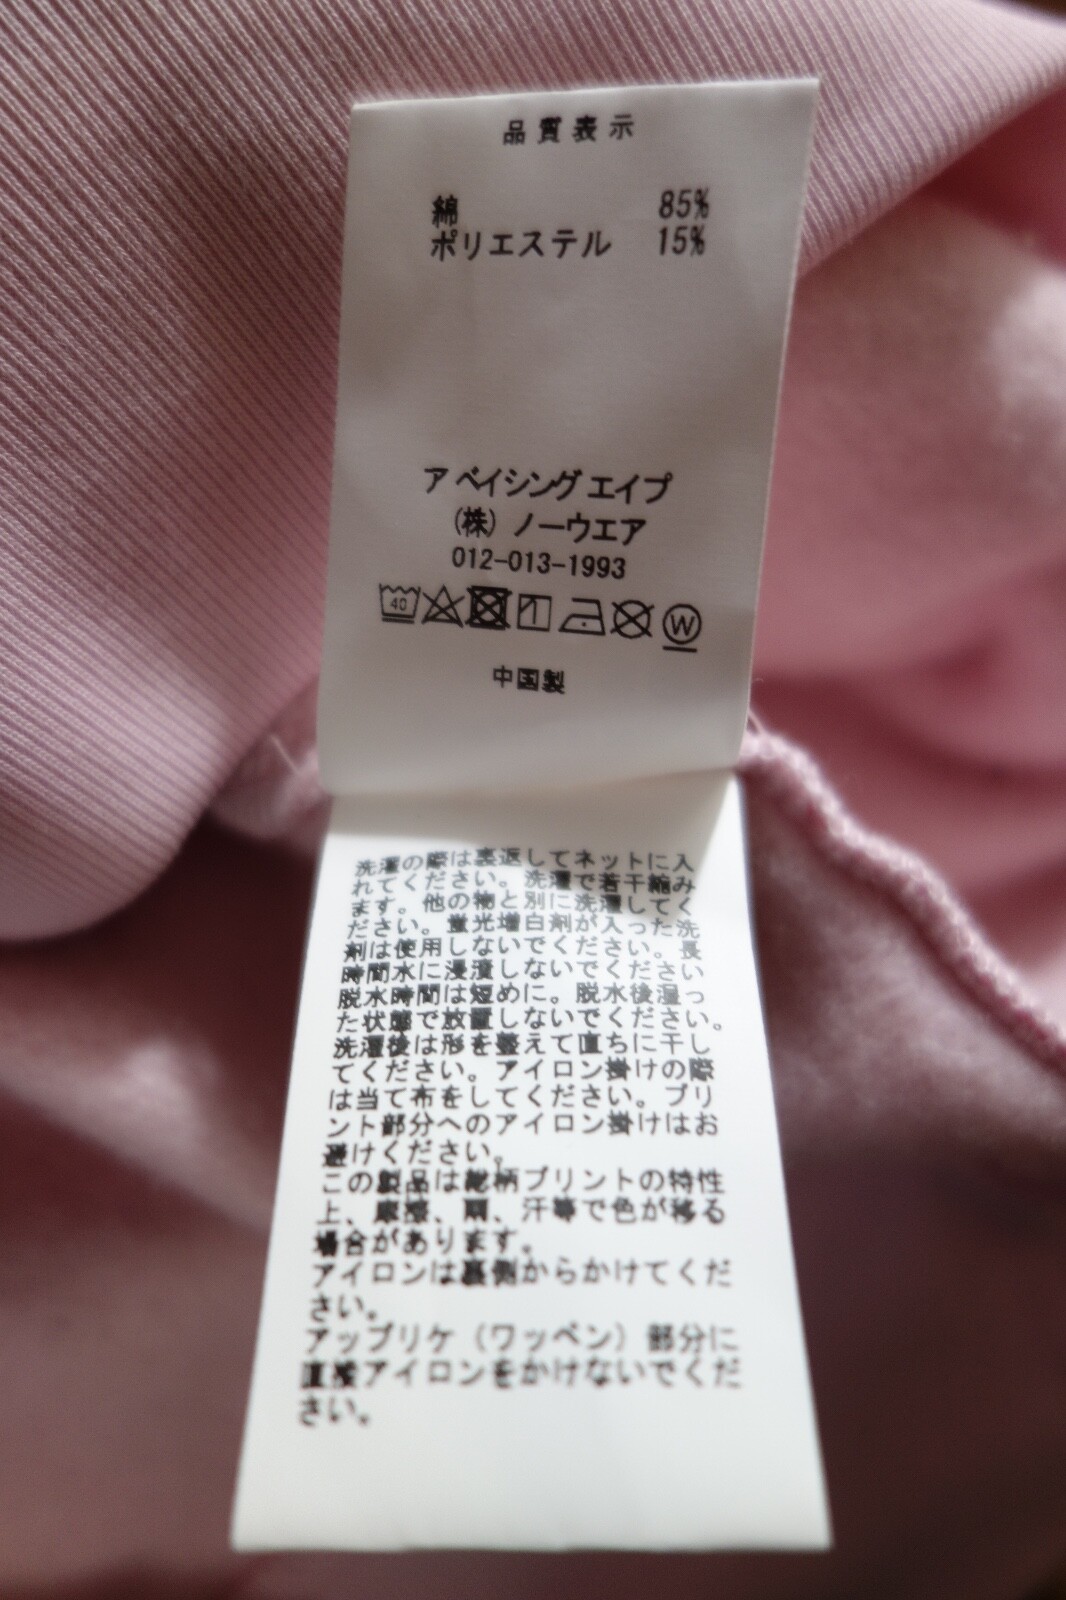 品質表示
綿 85%
ポリエステル 15%
ア ベイシング エイプ
(株) ノーウエア
012-013-1993
40
W
中国製
洗濯の際は裏返してネットに入
れてください。洗濯で若干縮み
ます。他の物と別に洗濯してく
ださい。蛍光増白剤が入った洗
剤は使用しないでください。長
時間水に浸漬しないでください
脱水時間は短めに。脱水後湿っ
た状態で放置しないでください。
洗濯後は形を整えて直ちに干し
てください。アイロン掛けの際
は当て布をしてください。プリ
ント部分へのアイロン掛けはお
避けください。
この製品は総柄プリントの特性
上、摩擦、雨、汗等で色が移る
場合があります。
アイロンは裏側からかけてくだ
さい。
アップリケ（ワッペン）部分に
直接アイロンをかけないでくだ
さい。